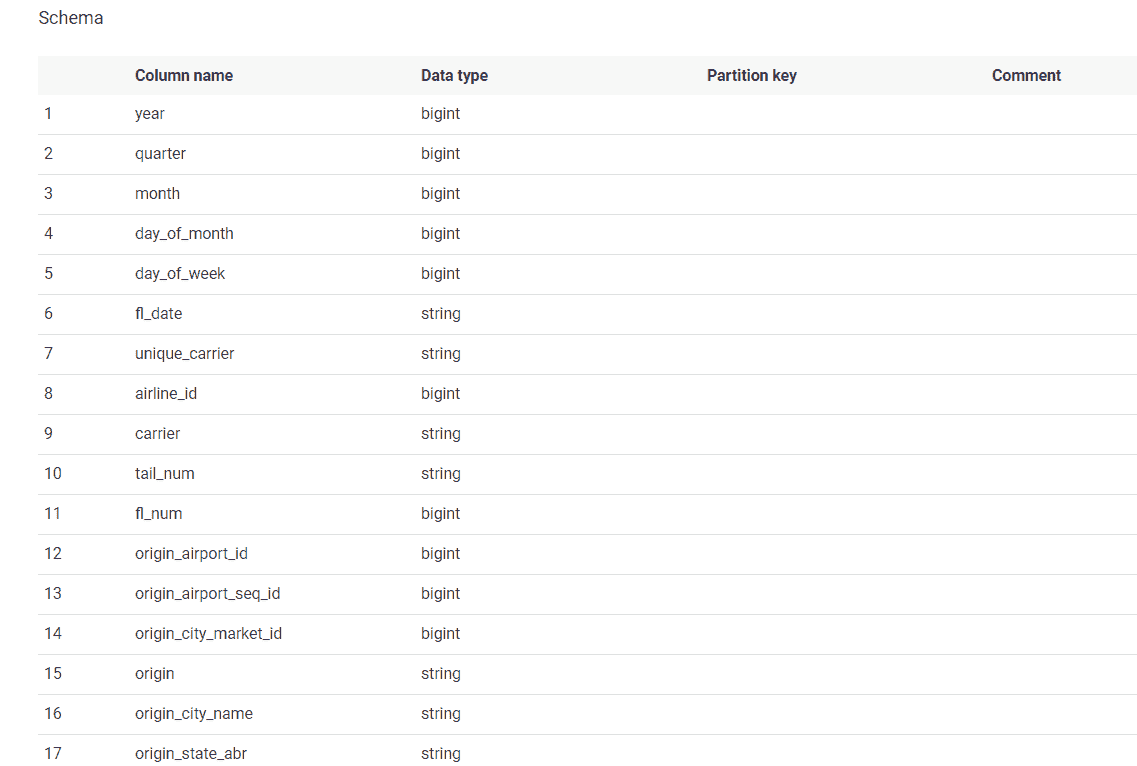 Schema
Column name Data type Partition key Comment
1 year bigint
2 quarter bigint
3 month bigint
4 day_of_month bigint
5 day_of_week bigint
6 fl_date string
7 unique_carrier string
8 airline_id bigint
9 carrier string
10 tail_num string
11 fl_num bigint
12 origin_airport_id bigint
13 origin_airport_seq_id bigint
14 origin_city_market_id bigint
15 origin string
16 origin_city_name string
17 origin_state_abr string